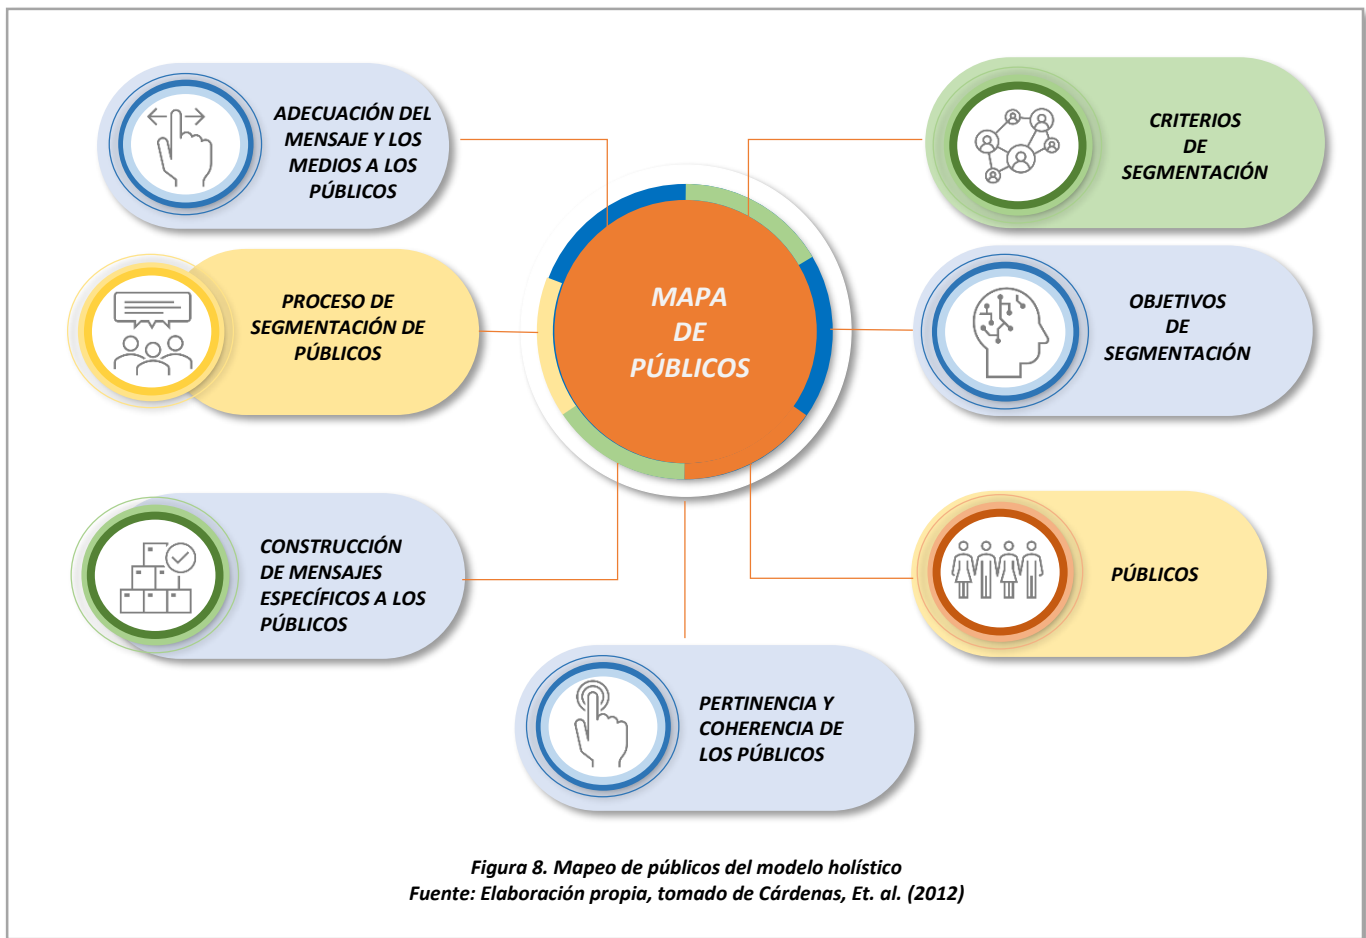 ADECUACIÓN DEL
MENSAJE Y LOS
MEDIOS A LOS
PÚBLICOS
CRITERIOS
DE
SEGMENTACIÓN
PROCESO DE
SEGMENTACIÓN DE
PÚBLICOS
MAPA
DE
PÚBLICOS
OBJETIVOS
DE
SEGMENTACIÓN
CONSTRUCCIÓN
DE MENSAJES
ESPECÍFICOS A LOS
PÚBLICOS
PÚBLICOS
PERTINENCIA Y
COHERENCIA DE
LOS PÚBLICOS
Figura 8. Mapeo de públicos del modelo holístico
Fuente: Elaboración propia, tomado de Cárdenas, Et. al. (2012)